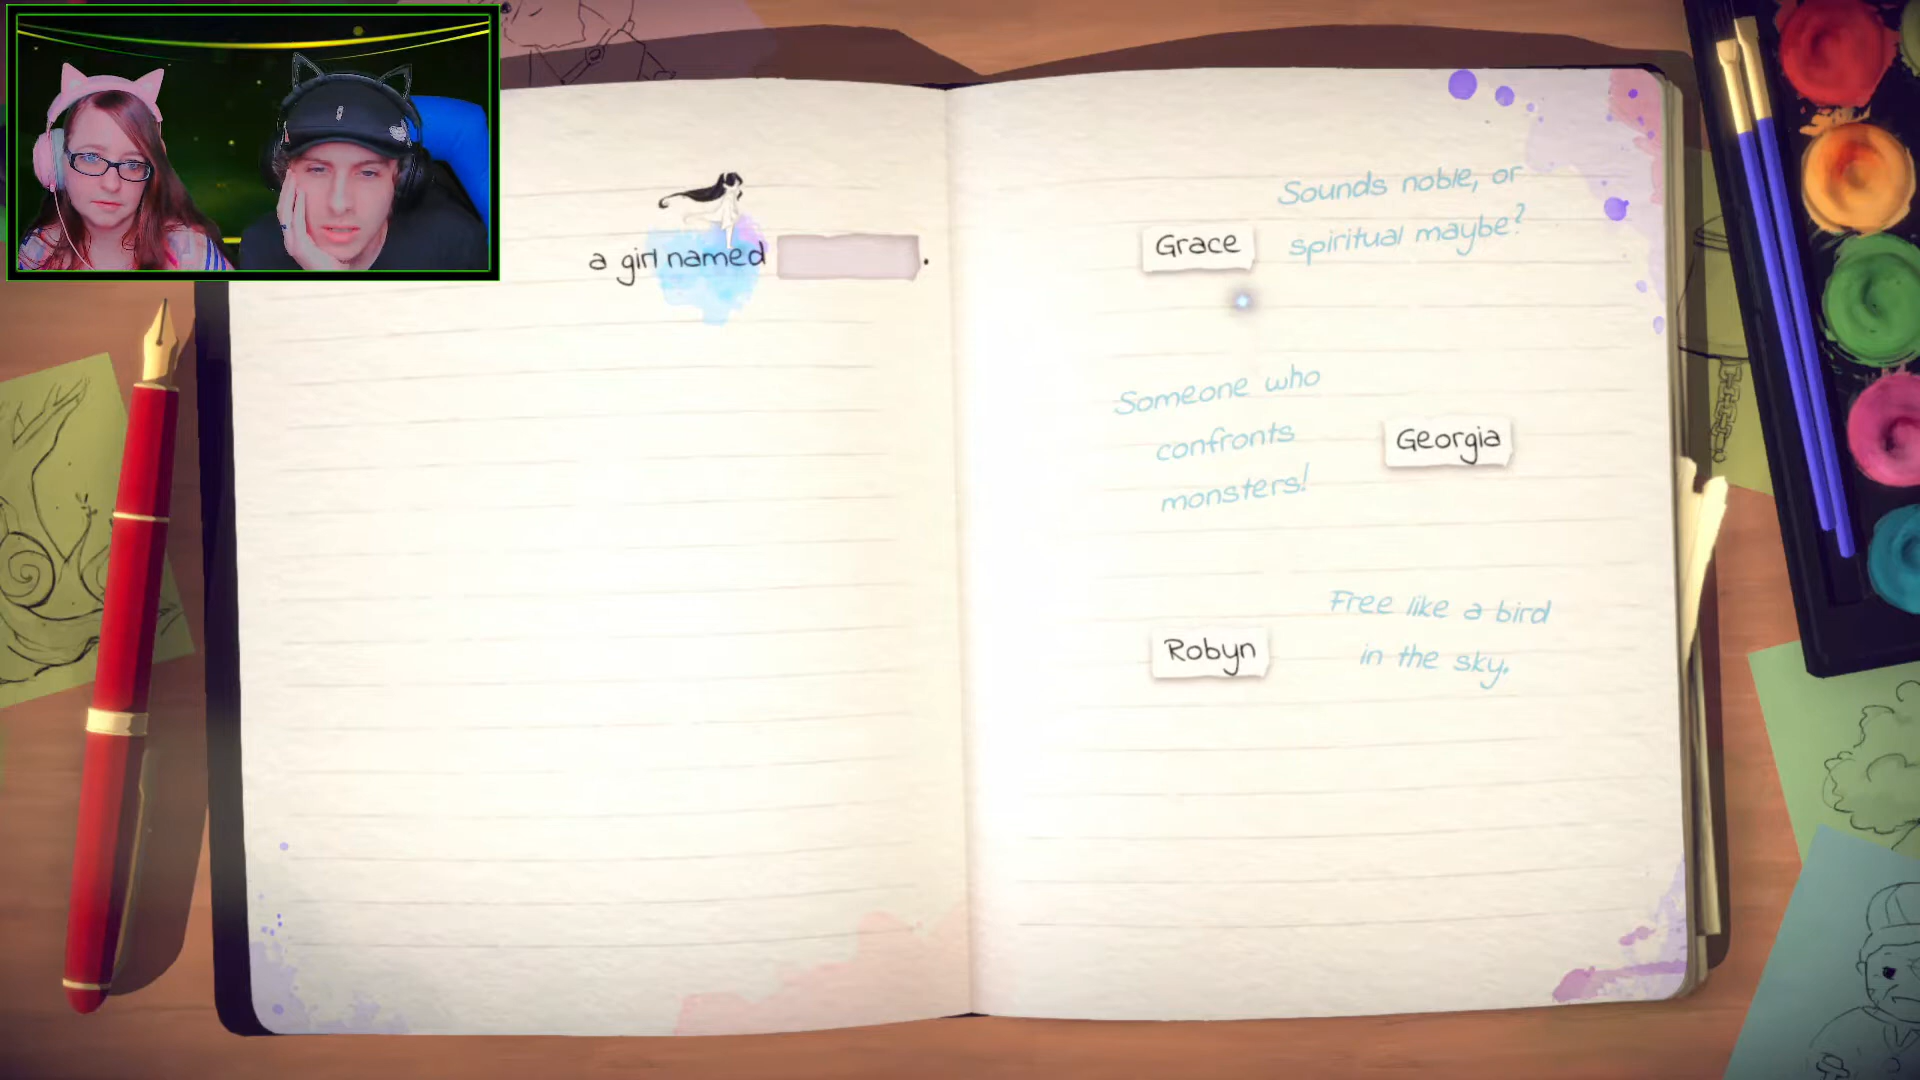 a girl named .
Grace
Sounds noble, or
spiritual maybe?
Someone who
confronts
monsters!
Georgia
Robyn
Free like a bird
in the sky.